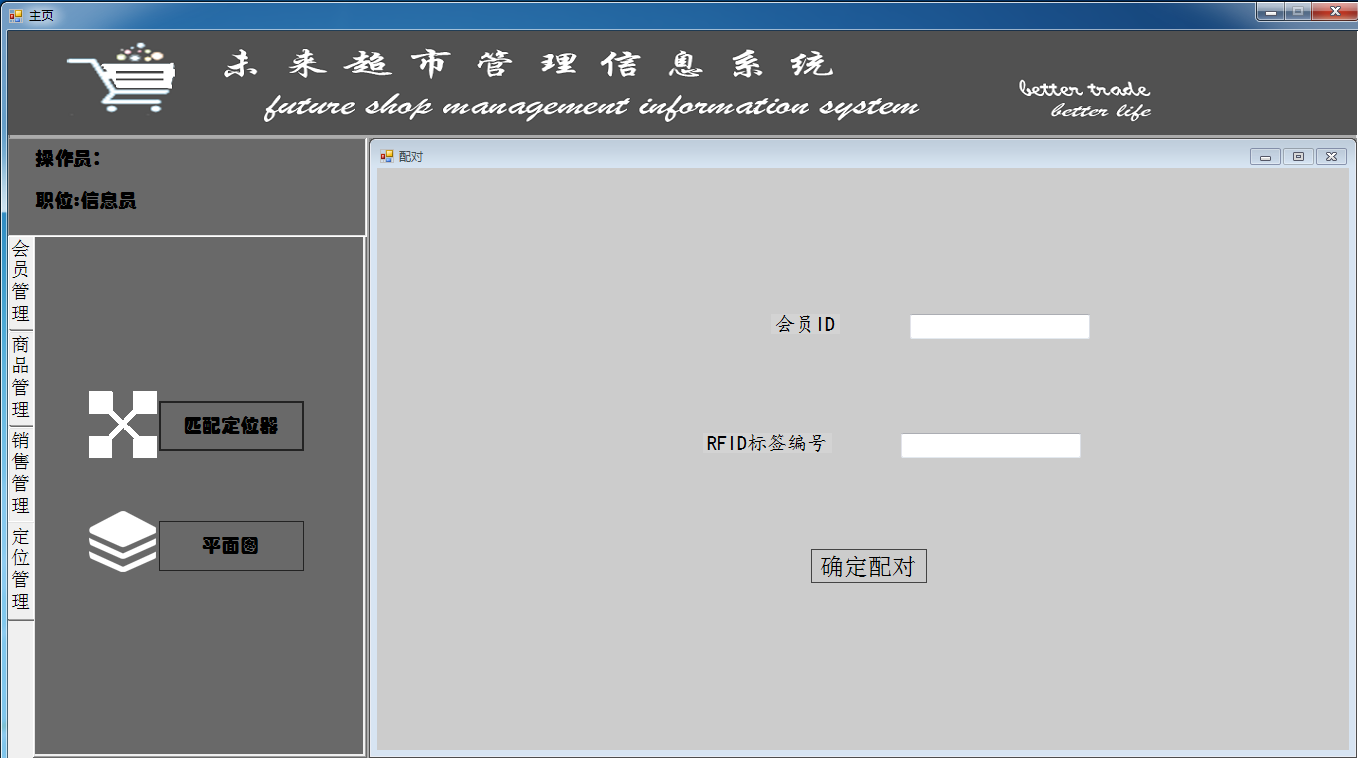 主页
未来超市管理信息系统
future shop management information system
better trade
better life
操作员:
职位:信息员
会员管理
商品管理
销售管理
定位管理
匹配定位器
平面图
配对
会员ID
RFID标签编号
确定配对